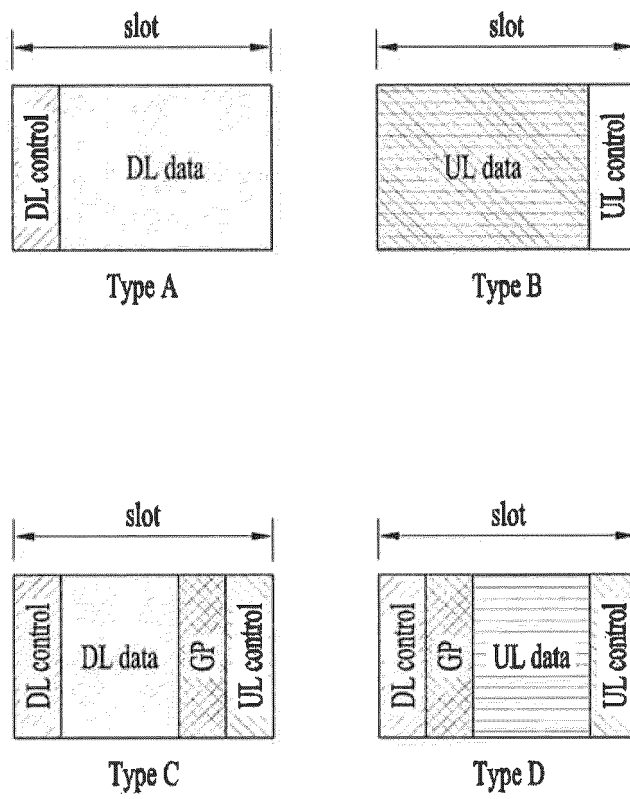 slot
DL control
DL data
Type A
slot
UL data
UL control
Type B
slot
DL control
DL data
GP
UL control
Type C
slot
DL control
GP
UL data
UL control
Type D